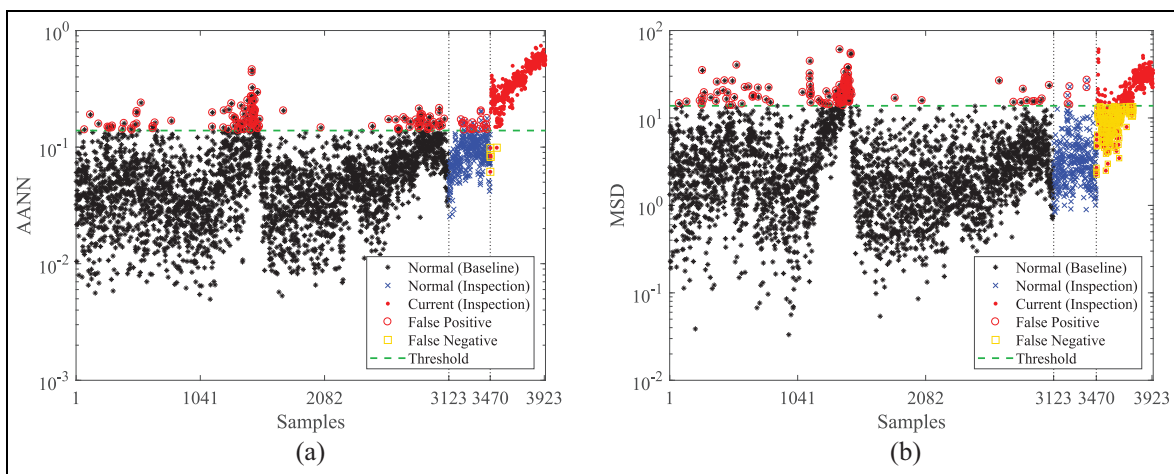 10^0
10^-1
10^-2
10^-3
AANN
1
1041
2082
3123
3470
3923
Samples
Normal (Baseline)
Normal (Inspection)
Current (Inspection)
False Positive
False Negative
Threshold
(a)
10^2
10^1
10^0
10^-1
10^-2
MSD
1
1041
2082
3123
3470
3923
Samples
Normal (Baseline)
Normal (Inspection)
Current (Inspection)
False Positive
False Negative
Threshold
(b)